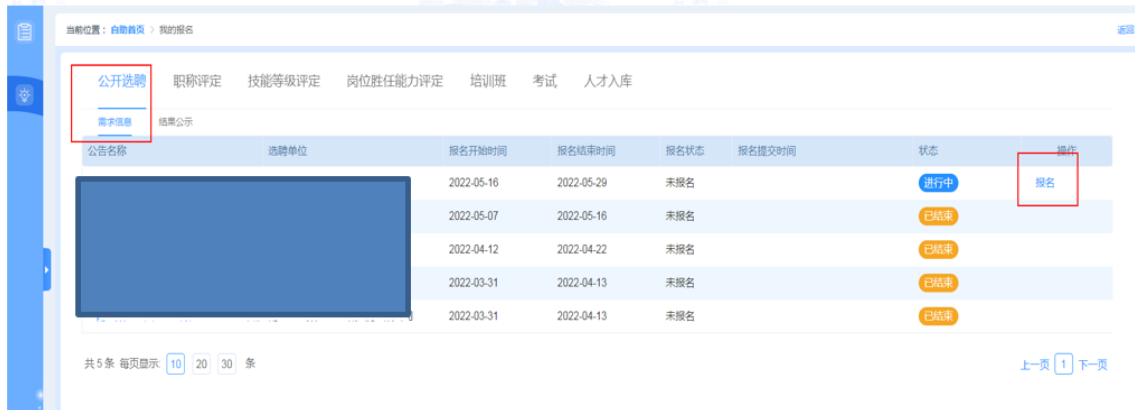 当前位置： 自助首页 > 我的报名 返回
公开选聘 职称评定 技能等级评定 岗位胜任能力评定 培训班 考试 人才入库
需求信息 结果公示
公告名称 选聘单位 报名开始时间 报名结束时间 报名状态 报名提交时间 状态 操作
2022-05-16 2022-05-29 未报名 进行中 报名
2022-05-07 2022-05-16 未报名 已结束
2022-04-12 2022-04-22 未报名 已结束
2022-03-31 2022-04-13 未报名 已结束
2022-03-31 2022-04-13 未报名 已结束
共 5 条 每页显示: 10 20 30 条 上一页 1 下一页